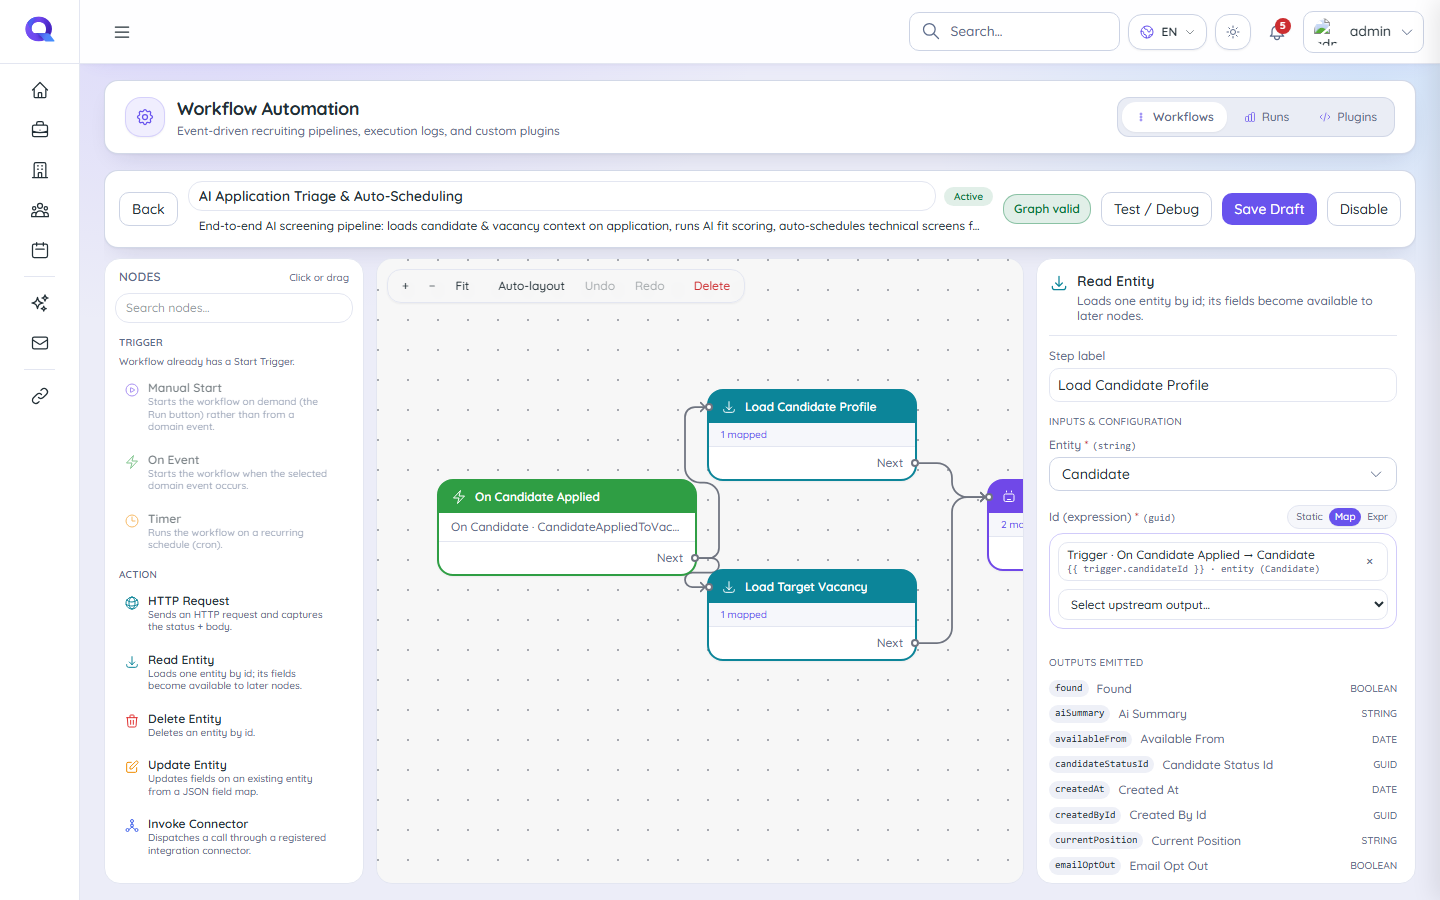 Search...
EN
5
admin
Workflow Automation
Event-driven recruiting pipelines, execution logs, and custom plugins
Workflows
Runs
Plugins
Back
AI Application Triage & Auto-Scheduling
Active
End-to-end AI screening pipeline: loads candidate & vacancy context on application, runs AI fit scoring, auto-schedules technical screens f...
Graph valid
Test / Debug
Save Draft
Disable
NODES
Click or drag
Search nodes...
TRIGGER
Workflow already has a Start Trigger.
Manual Start
Starts the workflow on demand (the
Run button) rather than from a
domain event.
On Event
Starts the workflow when the selected
domain event occurs.
Timer
Runs the workflow on a recurring
schedule (cron).
ACTION
HTTP Request
Sends an HTTP request and captures
the status + body.
Read Entity
Loads one entity by id; its fields
become available to later nodes.
Delete Entity
Deletes an entity by id.
Update Entity
Updates fields on an existing entity
from a JSON field map.
Invoke Connector
Dispatches a call through a registered
integration connector.
+
−
Fit
Auto-layout
Undo
Redo
Delete
On Candidate Applied
On Candidate · CandidateAppliedToVac...
Next
Load Candidate Profile
1 mapped
Next
Load Target Vacancy
1 mapped
Next
Read Entity
Loads one entity by id; its fields become available to
later nodes.
Step label
Load Candidate Profile
INPUTS & CONFIGURATION
Entity * (string)
Candidate
Id (expression) * (guid)
Static
Map
Expr
Trigger · On Candidate Applied → Candidate
{{ trigger.candidateId }} · entity (Candidate)
×
Select upstream output...
OUTPUTS EMITTED
found Found BOOLEAN
aiSummary Ai Summary STRING
availableFrom Available From DATE
candidateStatusId Candidate Status Id GUID
createdAt Created At DATE
createdById Created By Id GUID
currentPosition Current Position STRING
emailOptOut Email Opt Out BOOLEAN